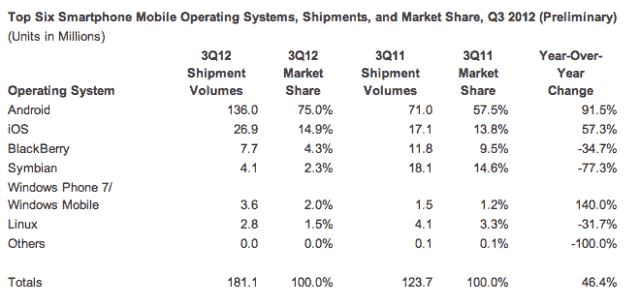 Top Six Smartphone Mobile Operating Systems, Shipments, and Market Share, Q3 2012 (Preliminary)
(Units in Millions)
3Q12 3Q12 3Q11 3Q11 Year-Over-
Shipment Market Shipment Market Year
Operating System Volumes Share Volumes Share Change
Android 136.0 75.0% 71.0 57.5% 91.5%
iOS 26.9 14.9% 17.1 13.8% 57.3%
BlackBerry 7.7 4.3% 11.8 9.5% -34.7%
Symbian 4.1 2.3% 18.1 14.6% -77.3%
Windows Phone 7/
Windows Mobile 3.6 2.0% 1.5 1.2% 140.0%
Linux 2.8 1.5% 4.1 3.3% -31.7%
Others 0.0 0.0% 0.1 0.1% -100.0%
Totals 181.1 100.0% 123.7 100.0% 46.4%